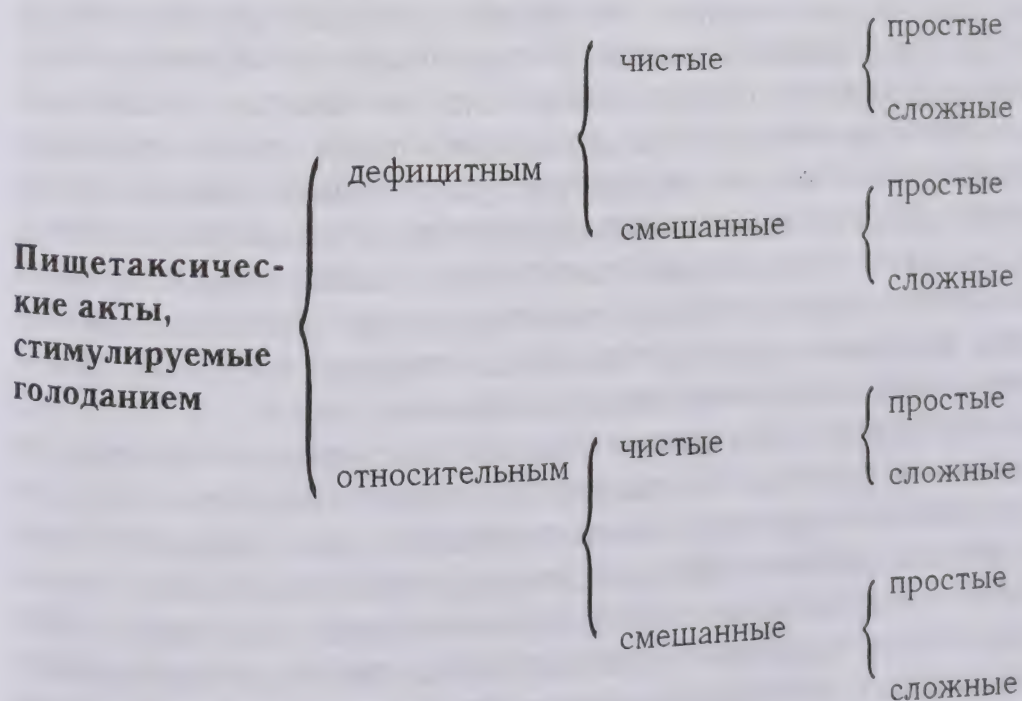 простые
чистые
сложные
дефицитным
простые
смешанные
сложные
Пищетаксичес-
кие акты,
стимулируемые
голоданием
простые
чистые
относительным
сложные
простые
смешанные
сложные